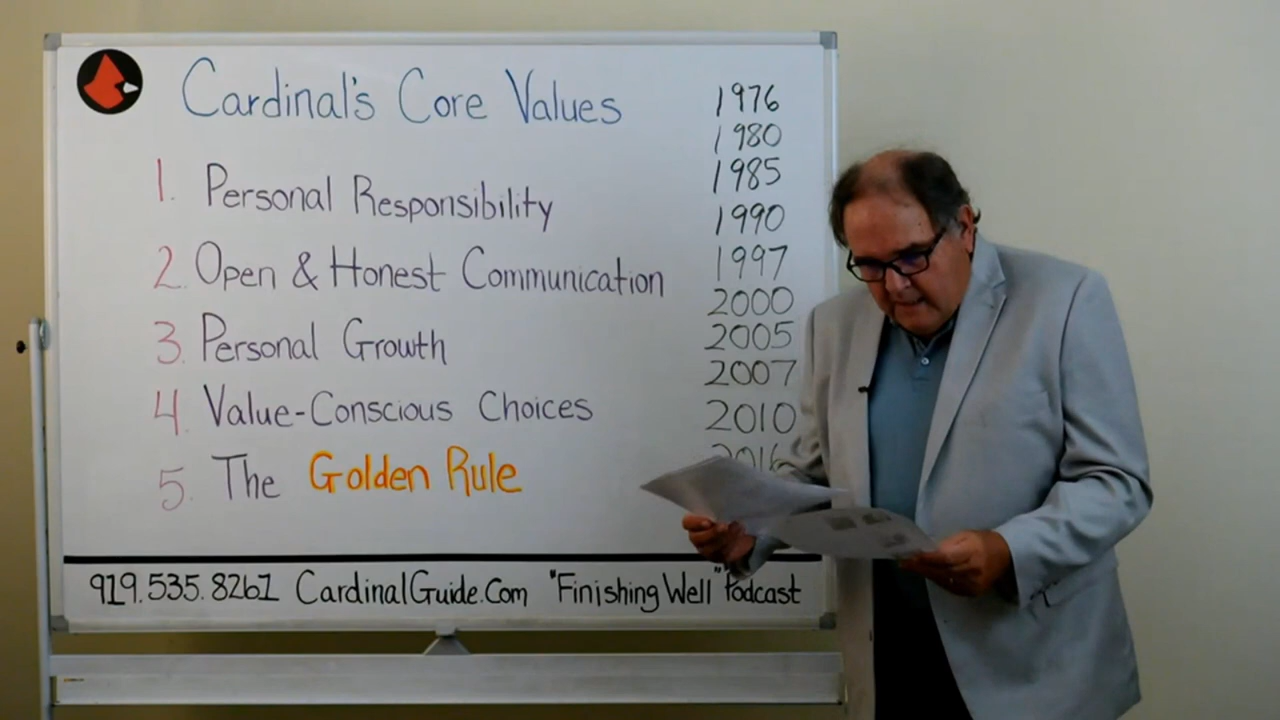 Cardinal's Core Values
1. Personal Responsibility
2. Open & Honest Communication
3. Personal Growth
4. Value-Conscious Choices
5. The Golden Rule
1976
1980
1985
1990
1997
2000
2005
2007
2010
2016
919.535.8261 CardinalGuide.Com "Finishing Well" Podcast